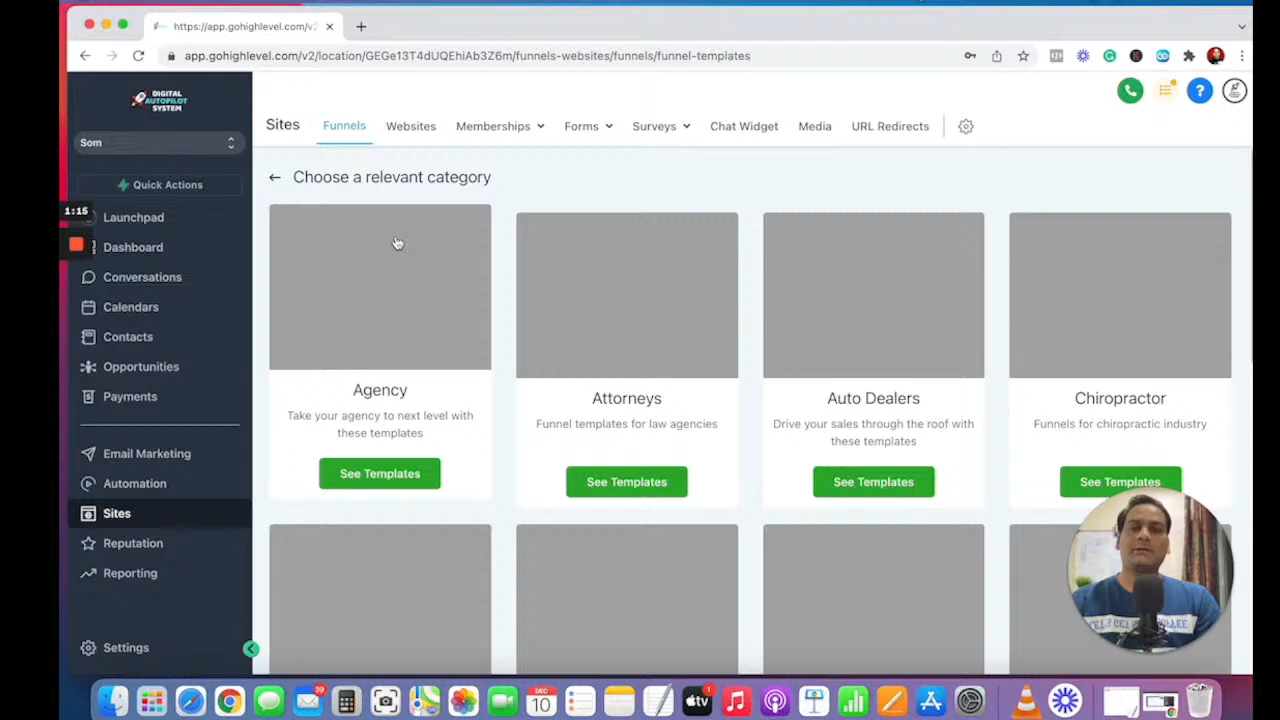 https://app.gohighlevel.com/v2
app.gohighlevel.com/v2/location/GEGe13T4dUQEhiAb3Z6m/funnels-websites/funnels/funnel-templates
DIGITAL
AUTOPILOT
SYSTEM
Som
Quick Actions
1:15
Launchpad
Dashboard
Conversations
Calendars
Contacts
Opportunities
Payments
Email Marketing
Automation
Sites
Reputation
Reporting
Settings
Sites Funnels Websites Memberships Forms Surveys Chat Widget Media URL Redirects
?
← Choose a relevant category
Agency
Take your agency to next level with
these templates
See Templates
Attorneys
Funnel templates for law agencies
See Templates
Auto Dealers
Drive your sales through the roof with
these templates
See Templates
Chiropractor
Funnels for chiropractic industry
See Templates
39
DEC
10
tv
1